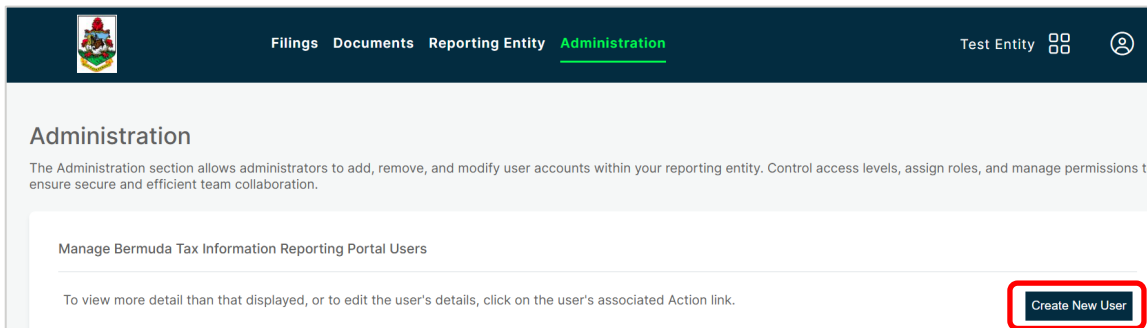 Filings Documents Reporting Entity Administration Test Entity
Administration
The Administration section allows administrators to add, remove, and modify user accounts within your reporting entity. Control access levels, assign roles, and manage permissions t
ensure secure and efficient team collaboration.
Manage Bermuda Tax Information Reporting Portal Users
To view more detail than that displayed, or to edit the user's details, click on the user's associated Action link. Create New User